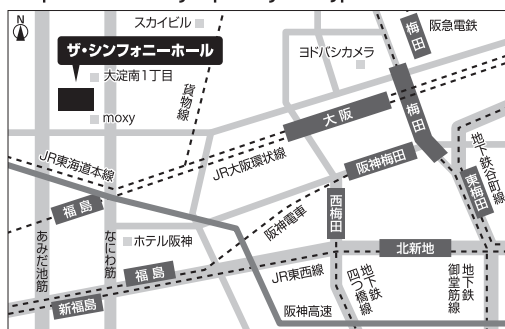 N
スカイビル
梅田
阪急電鉄
ザ・シンフォニーホール
ヨドバシカメラ
大淀南1丁目
貨物線
moxy
大阪
梅田
JR東海道本線
JR大阪環状線
阪神梅田
地下鉄谷町線
東梅田
福島
西梅田
阪神電車
あみだ池筋
なにわ筋
ホテル阪神
北新地
福島
JR東西線
新福島
地下鉄
四つ橋線
地下鉄
御堂筋線
阪神高速